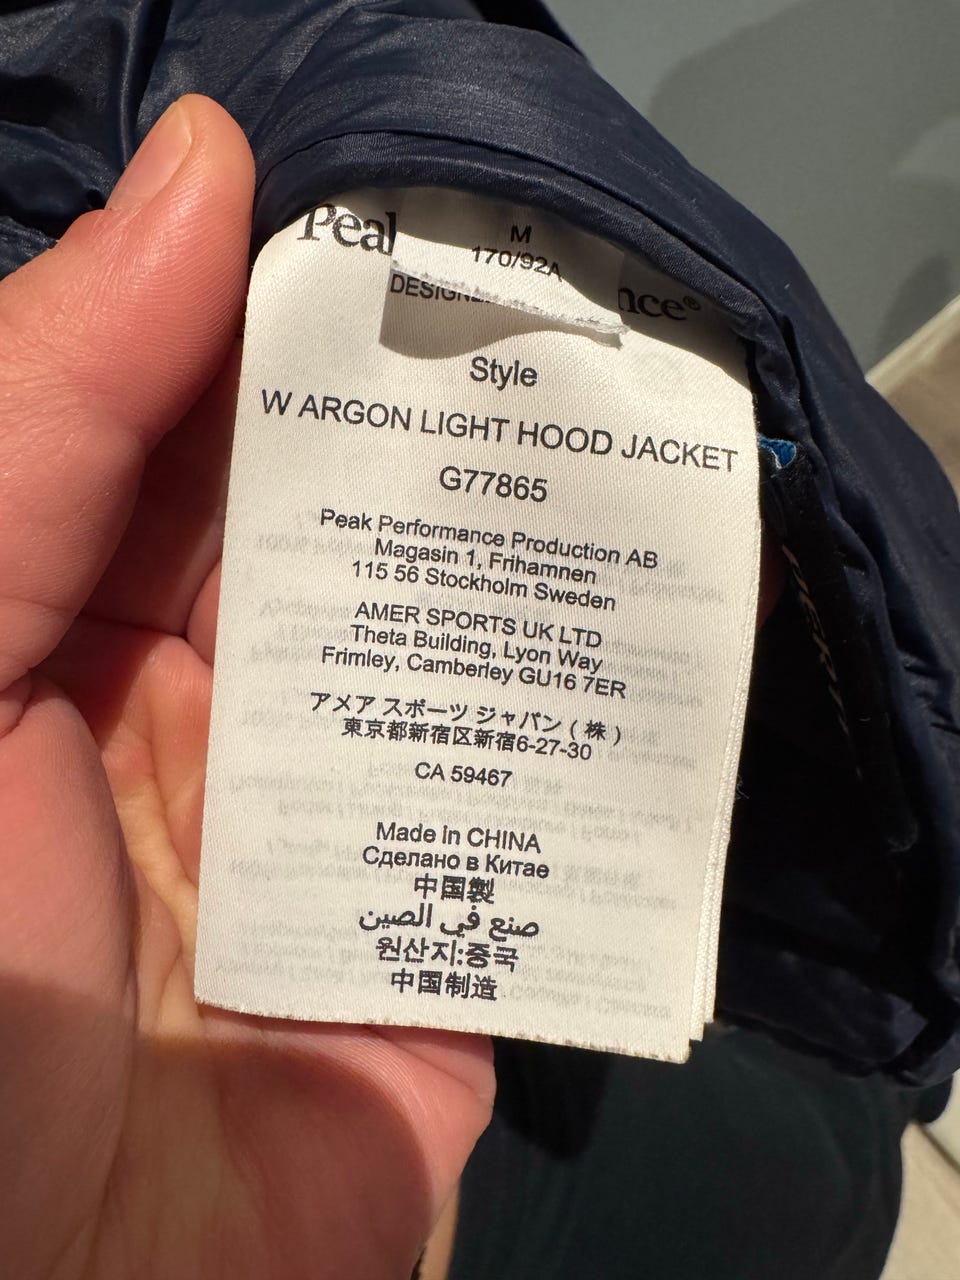 Peak
M
170/92A
nce®
Style
W ARGON LIGHT HOOD JACKET
G77865
Peak Performance Production AB
Magasin 1, Frihamnen
115 56 Stockholm Sweden
AMER SPORTS UK LTD
Theta Building, Lyon Way
Frimley, Camberley GU16 7ER
アメア スポーツ ジャパン ( 株 )
東京都新宿区新宿6-27-30
CA 59467
Made in CHINA
Сделано в Китае
中国製
صنع في الصين
원산지:중국
中国制造